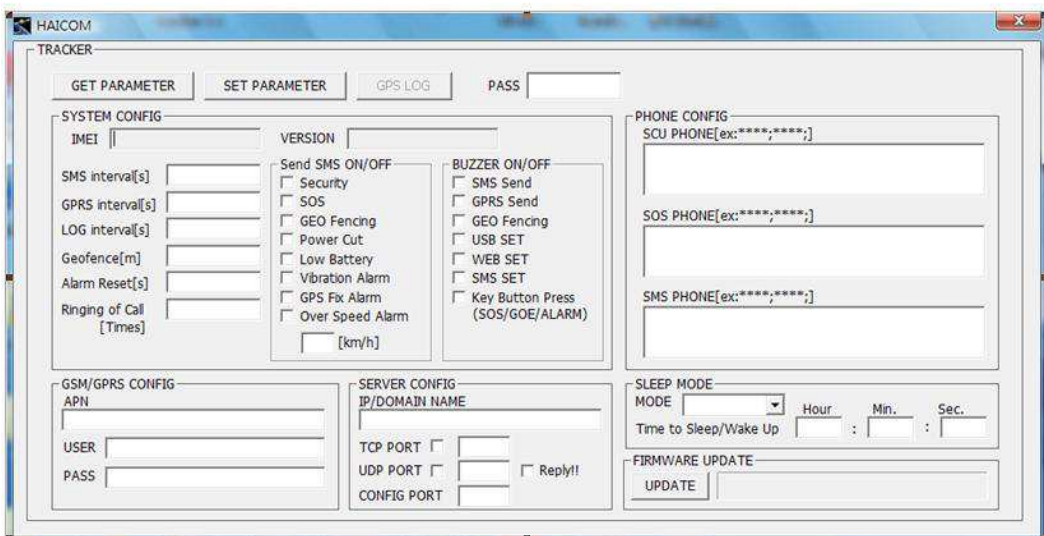 HAICOM
TRACKER
GET PARAMETER SET PARAMETER GPS LOG PASS
SYSTEM CONFIG
IMEI VERSION
SMS interval[s]
GPRS interval[s]
LOG interval[s]
Geofence[m]
Alarm Reset[s]
Ringing of Call
[Times]
Send SMS ON/OFF
Security
SOS
GEO Fencing
Power Cut
Low Battery
Vibration Alarm
GPS Fix Alarm
Over Speed Alarm
[km/h]
BUZZER ON/OFF
SMS Send
GPRS Send
GEO Fencing
USB SET
WEB SET
SMS SET
Key Button Press
(SOS/GOE/ALARM)
PHONE CONFIG
SCU PHONE[ex:****;****;]
SOS PHONE[ex:****;****;]
SMS PHONE[ex:****;****;]
GSM/GPRS CONFIG
APN
USER
PASS
SERVER CONFIG
IP/DOMAIN NAME
TCP PORT
UDP PORT Reply!!
CONFIG PORT
SLEEP MODE
MODE Hour Min. Sec.
Time to Sleep/Wake Up : :
FIRMWARE UPDATE
UPDATE